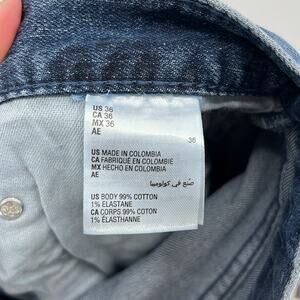 US 36
CA 36
MX 36
AE
36
US MADE IN COLOMBIA
CA FABRIQUÉ EN COLOMBIE
MX HECHO EN COLOMBIA
AE
صنع في كولومبيا
US BODY 99% COTTON
1% ELASTANE
CA CORPS 99% COTON
1% ÉLASTHANNE